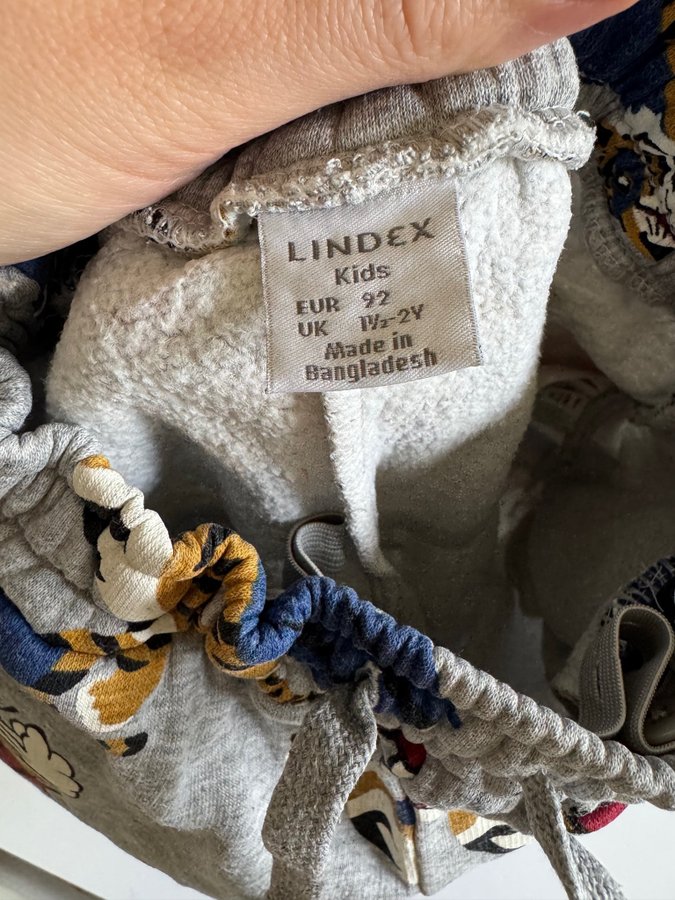 LINDEX
Kids
EUR 92
UK 1½-2Y
Made in
Bangladesh